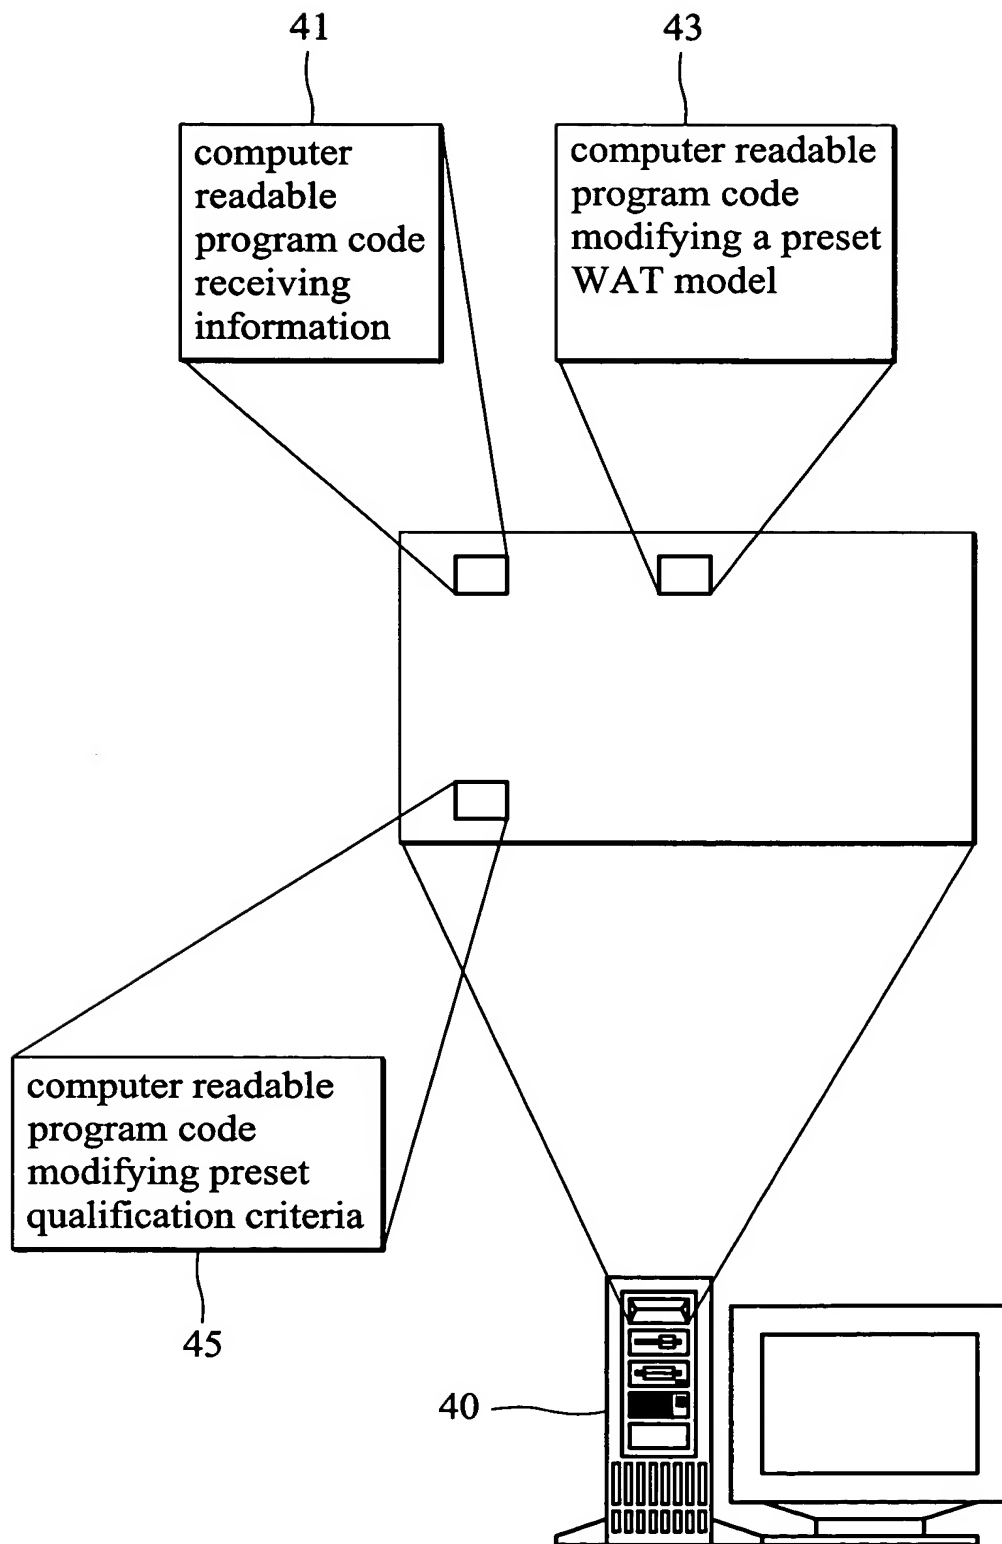 41
43
computer
readable
program code
receiving
information
computer readable
program code
modifying a preset
WAT model
computer readable
program code
modifying preset
qualification criteria
45
40